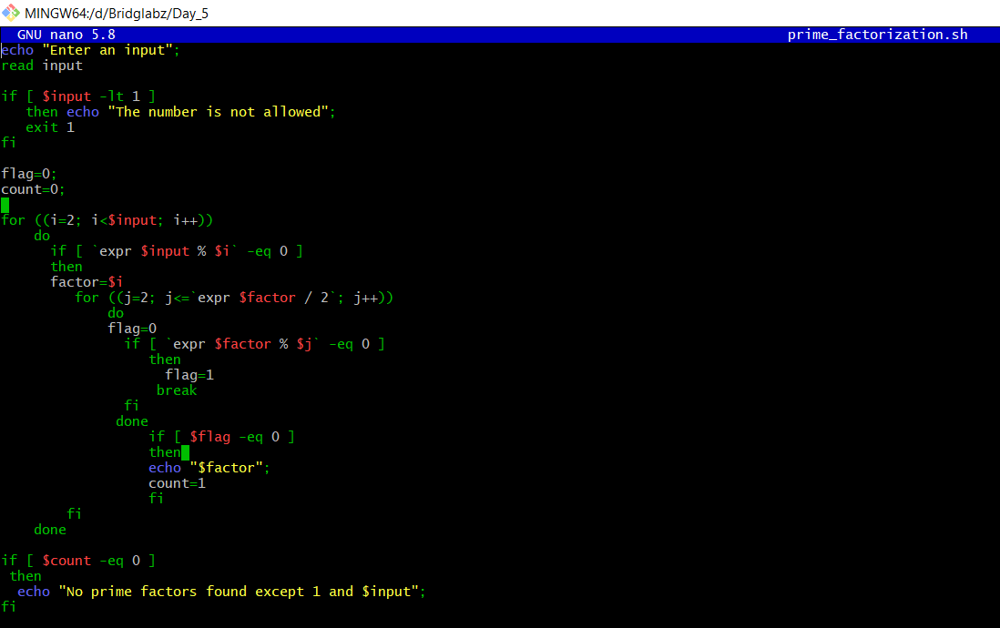 MINGW64:/d/Bridglabz/Day_5
GNU nano 5.8 prime_factorization.sh
echo "Enter an input";
read input
if [ $input -lt 1 ]
then echo "The number is not allowed";
exit 1
fi
flag=0;
count=0;
for ((i=2; i<$input; i++))
do
if [ `expr $input % $i` -eq 0 ]
then
factor=$i
for ((j=2; j<=`expr $factor / 2`; j++))
do
flag=0
if [ `expr $factor % $j` -eq 0 ]
then
flag=1
break
fi
done
if [ $flag -eq 0 ]
then
echo "$factor";
count=1
fi
fi
done
if [ $count -eq 0 ]
then
echo "No prime factors found except 1 and $input";
fi